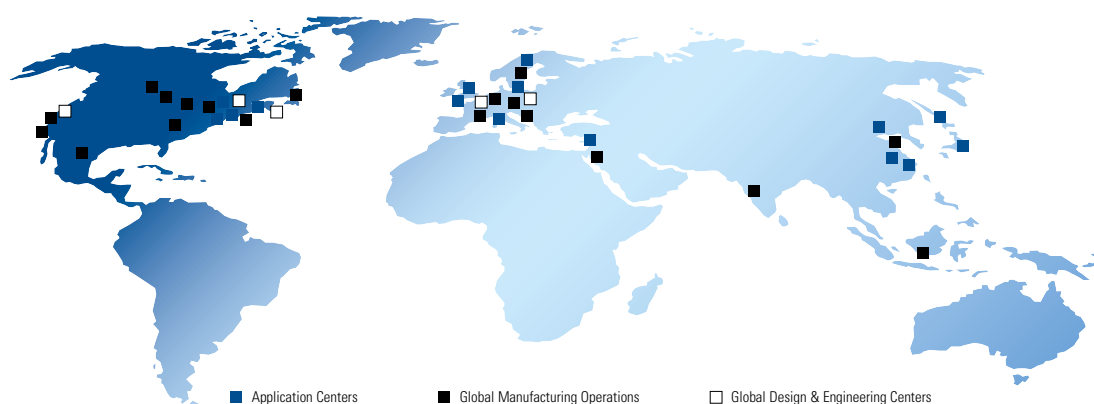 Application Centers
Global Manufacturing Operations
Global Design & Engineering Centers